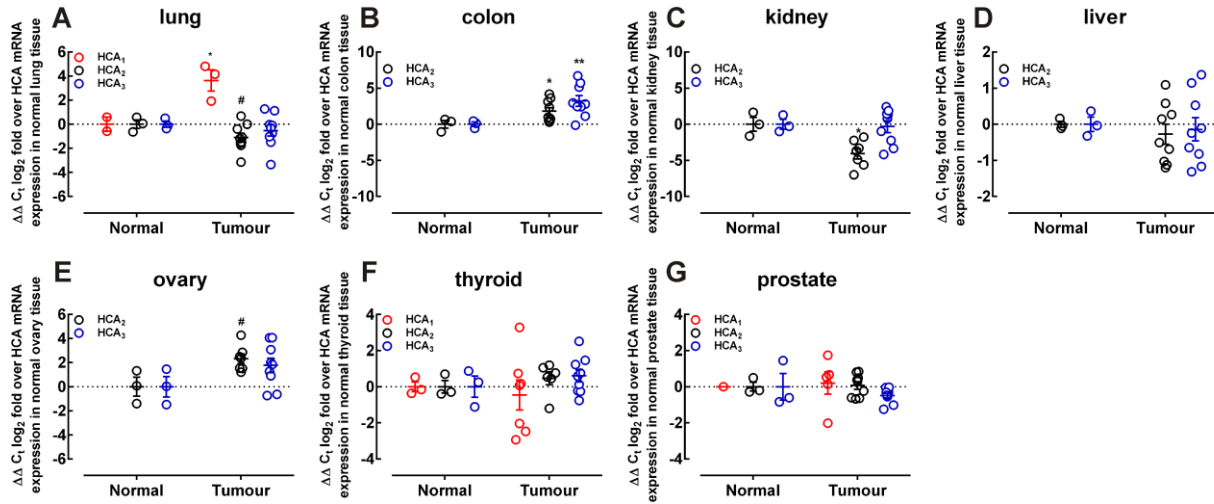 A
lung
ΔΔ Ct log2 fold over HCA mRNA
expression in normal lung tissue
6
4
2
0
-2
-4
-6
HCA1
HCA2
HCA3
*
#
Normal
Tumour
B
colon
ΔΔ Ct log2 fold over HCA mRNA
expression in normal colon tissue
10
5
0
-5
-10
HCA2
HCA3
*
**
Normal
Tumour
C
kidney
ΔΔ Ct log2 fold over HCA mRNA
expression in normal kidney tissue
10
5
0
-5
-10
HCA2
HCA3
*
Normal
Tumour
D
liver
ΔΔ Ct log2 fold over HCA mRNA
expression in normal liver tissue
2
1
0
-1
-2
HCA2
HCA3
Normal
Tumour
E
ovary
ΔΔ Ct log2 fold over HCA mRNA
expression in normal ovary tissue
6
4
2
0
-2
-4
-6
HCA2
HCA3
#
Normal
Tumour
F
thyroid
ΔΔ Ct log2 fold over HCA mRNA
expression in normal thyroid tissue
4
2
0
-2
-4
HCA1
HCA2
HCA3
Normal
Tumour
G
prostate
ΔΔ Ct log2 fold over HCA mRNA
expression in normal prostate tissue
4
2
0
-2
-4
HCA1
HCA2
HCA3
Normal
Tumour